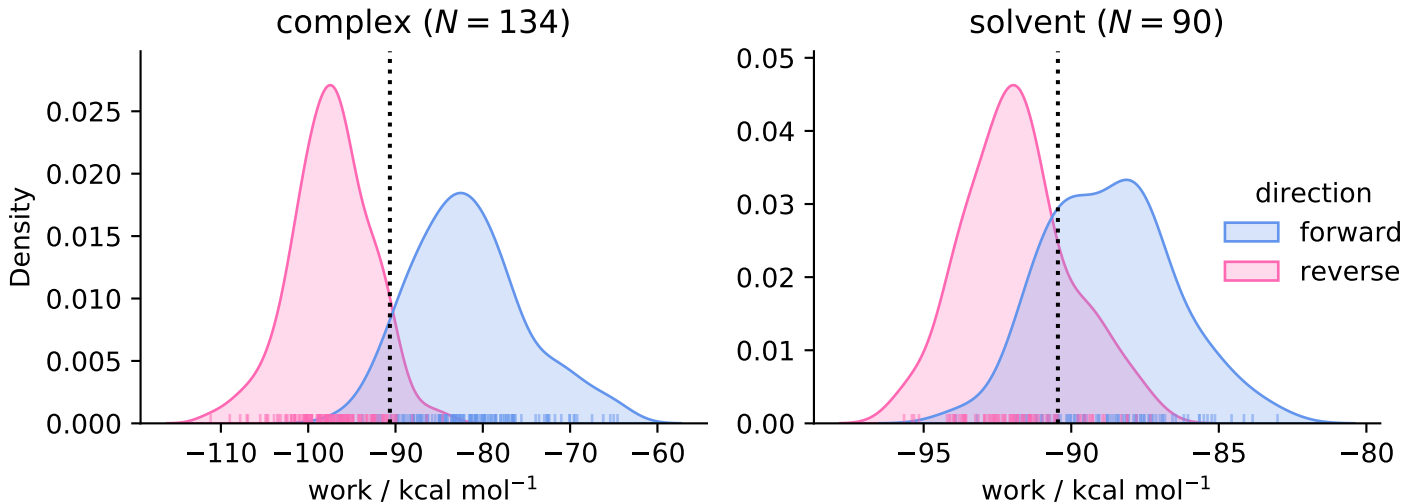 complex (N = 134)
Density
0.025
0.020
0.015
0.010
0.005
0.000
−110
−100
−90
−80
−70
−60
work / kcal mol⁻¹
solvent (N = 90)
0.05
0.04
0.03
0.02
0.01
0.00
−95
−90
−85
−80
work / kcal mol⁻¹
direction
forward
reverse